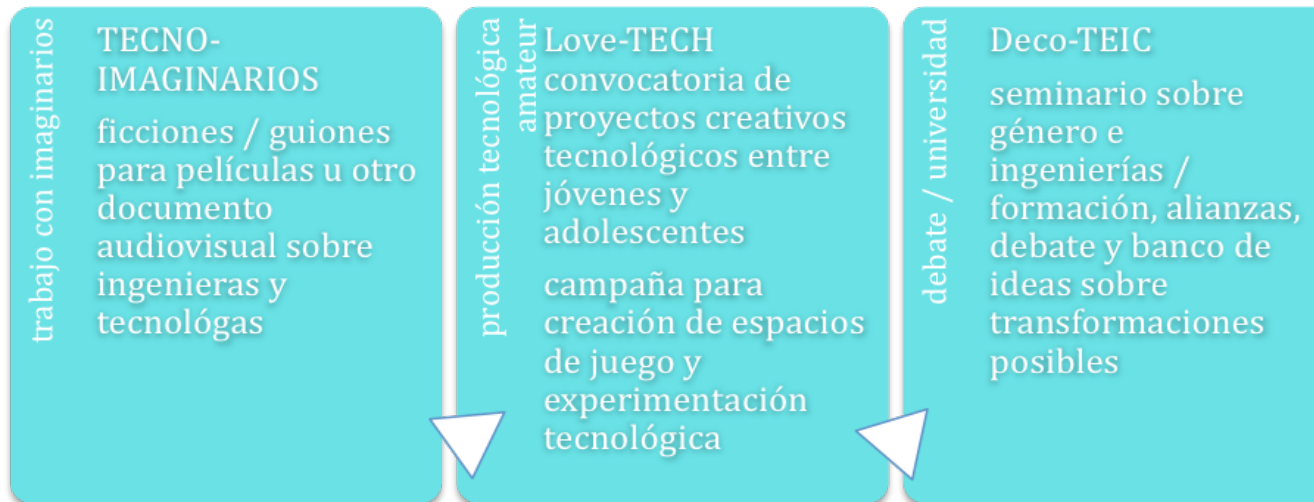 trabajo con imaginarios
TECNO-
IMAGINARIOS
ficciones / guiones
para películas u otro
documento
audiovisual sobre
ingenieras y
tecnológas
producción tecnológica
amateur
Love-TECH
convocatoria de
proyectos creativos
tecnológicos entre
jóvenes y
adolescentes
campaña para
creación de espacios
de juego y
experimentación
tecnológica
debate / universidad
Deco-TEIC
seminario sobre
género e
ingenierías /
formación, alianzas,
debate y banco de
ideas sobre
transformaciones
posibles